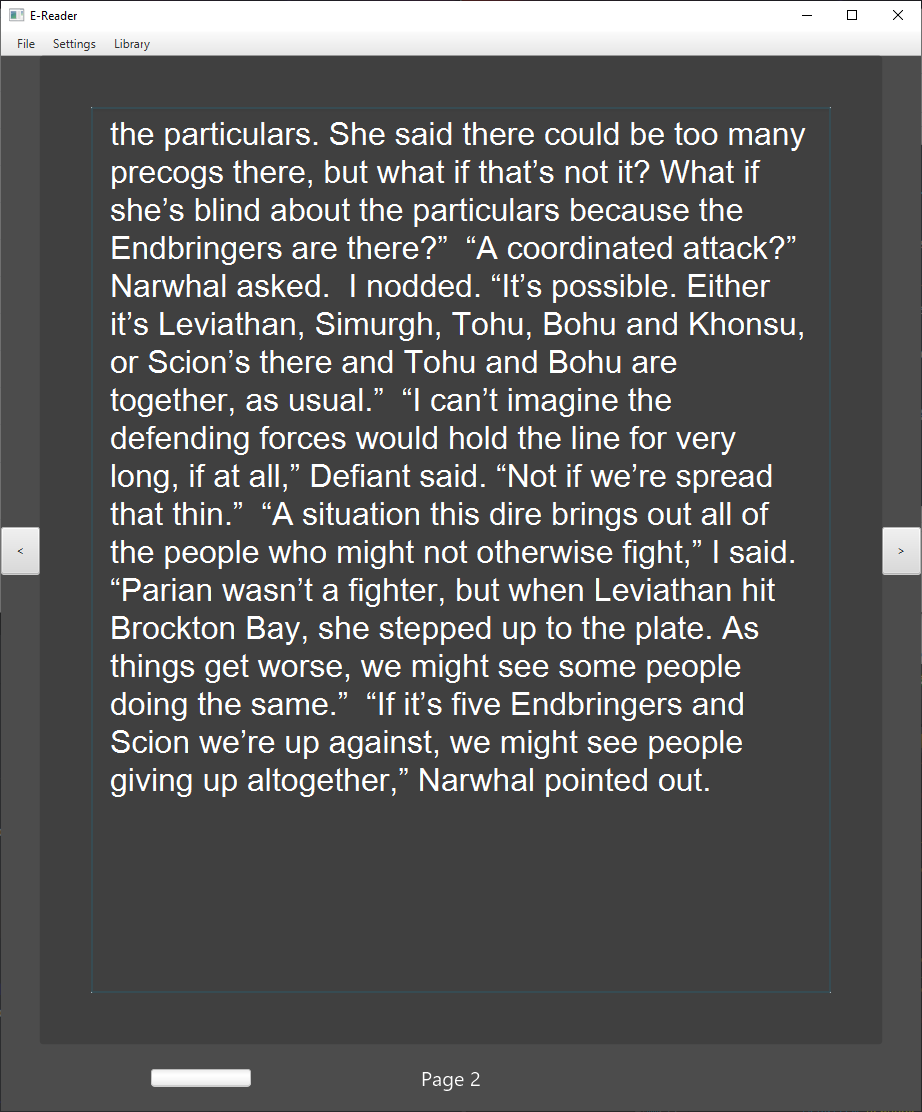 E-Reader
File Settings Library
the particulars. She said there could be too many
precogs there, but what if that’s not it? What if
she’s blind about the particulars because the
Endbringers are there?”  “A coordinated attack?”
Narwhal asked.  I nodded. “It’s possible. Either
it’s Leviathan, Simurgh, Tohu, Bohu and Khonsu,
or Scion’s there and Tohu and Bohu are
together, as usual.”  “I can’t imagine the
defending forces would hold the line for very
long, if at all,” Defiant said. “Not if we’re spread
that thin.”  “A situation this dire brings out all of
the people who might not otherwise fight,” I said.
“Parian wasn’t a fighter, but when Leviathan hit
Brockton Bay, she stepped up to the plate. As
things get worse, we might see some people
doing the same.”  “If it’s five Endbringers and
Scion we’re up against, we might see people
giving up altogether,” Narwhal pointed out.
<
>
Page 2